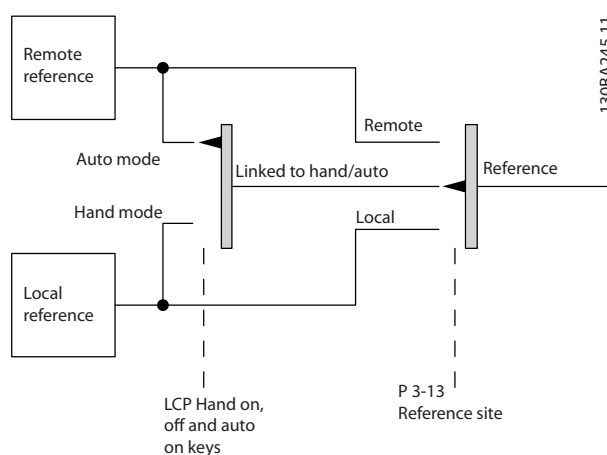 Remote
reference
130BA245.11
Remote
Auto mode
Linked to hand/auto
Reference
Hand mode
Local
Local
reference
LCP Hand on,
off and auto
on keys
P 3-13
Reference site